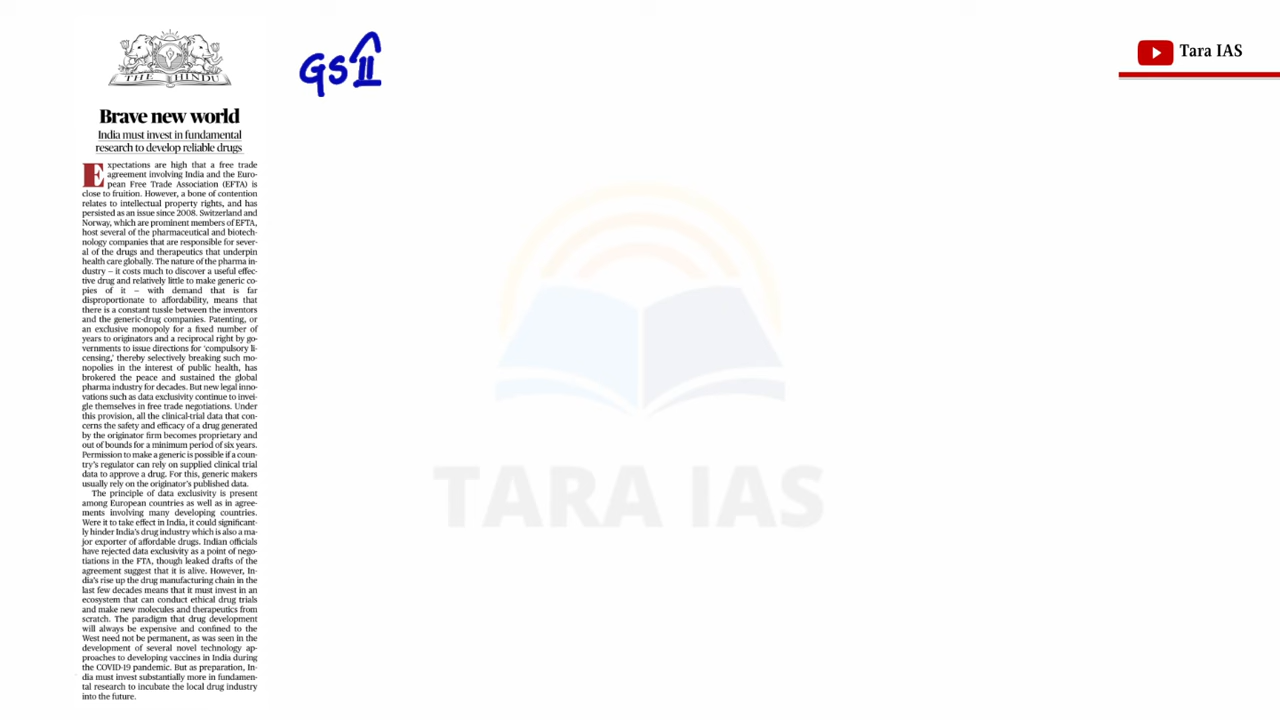 THE HINDU
GS II
Tara IAS
Brave new world
India must invest in fundamental
research to develop reliable drugs
Expectations are high that a free trade
agreement involving India and the Euro-
pean Free Trade Association (EFTA) is
close to fruition. However, a bone of contention
relates to intellectual property rights, and has
persisted as an issue since 2008. Switzerland and
Norway, which are prominent members of EFTA,
host several of the pharmaceutical and biotech-
nology companies that are responsible for sever-
al of the drugs and therapeutics that underpin
health care globally. The nature of the pharma in-
dustry — it costs much to discover a useful effec-
tive drug and relatively little to make generic co-
pies of it — with demand that is far
disproportionate to affordability, means that
there is a constant tussle between the inventors
and the generic-drug companies. Patenting, or
an exclusive monopoly for a fixed number of
years to originators and a reciprocal right by go-
vernments to issue directions for ‘compulsory li-
censing,’ thereby selectively breaking such mo-
nopolies in the interest of public health, has
brokered the peace and sustained the global
pharma industry for decades. But new legal inno-
vations such as data exclusivity continue to invei-
gle themselves in free trade negotiations. Under
this provision, all the clinical-trial data that con-
cerns the safety and efficacy of a drug generated
by the originator firm becomes proprietary and
out of bounds for a minimum period of six years.
Permission to make a generic is possible if a coun-
try’s regulator can rely on supplied clinical trial
data to approve a drug. For this, generic makers
usually rely on the originator’s published data.
The principle of data exclusivity is present
among European countries as well as in agree-
ments involving many developing countries.
Were it to take effect in India, it could significant-
ly hinder India’s drug industry which is also a ma-
jor exporter of affordable drugs. Indian officials
have rejected data exclusivity as a point of nego-
tiations in the FTA, though leaked drafts of the
agreement suggest that it is alive. However, In-
dia’s rise up the drug manufacturing chain in the
last few decades means that it must invest in an
ecosystem that can conduct ethical drug trials
and make new molecules and therapeutics from
scratch. The paradigm that drug development
will always be expensive and confined to the
West need not be permanent, as was seen in the
development of several novel technology ap-
proaches to developing vaccines in India during
the COVID-19 pandemic. But as preparation, In-
dia must invest substantially more in fundamen-
tal research to incubate the local drug industry
into the future.
TARA IAS